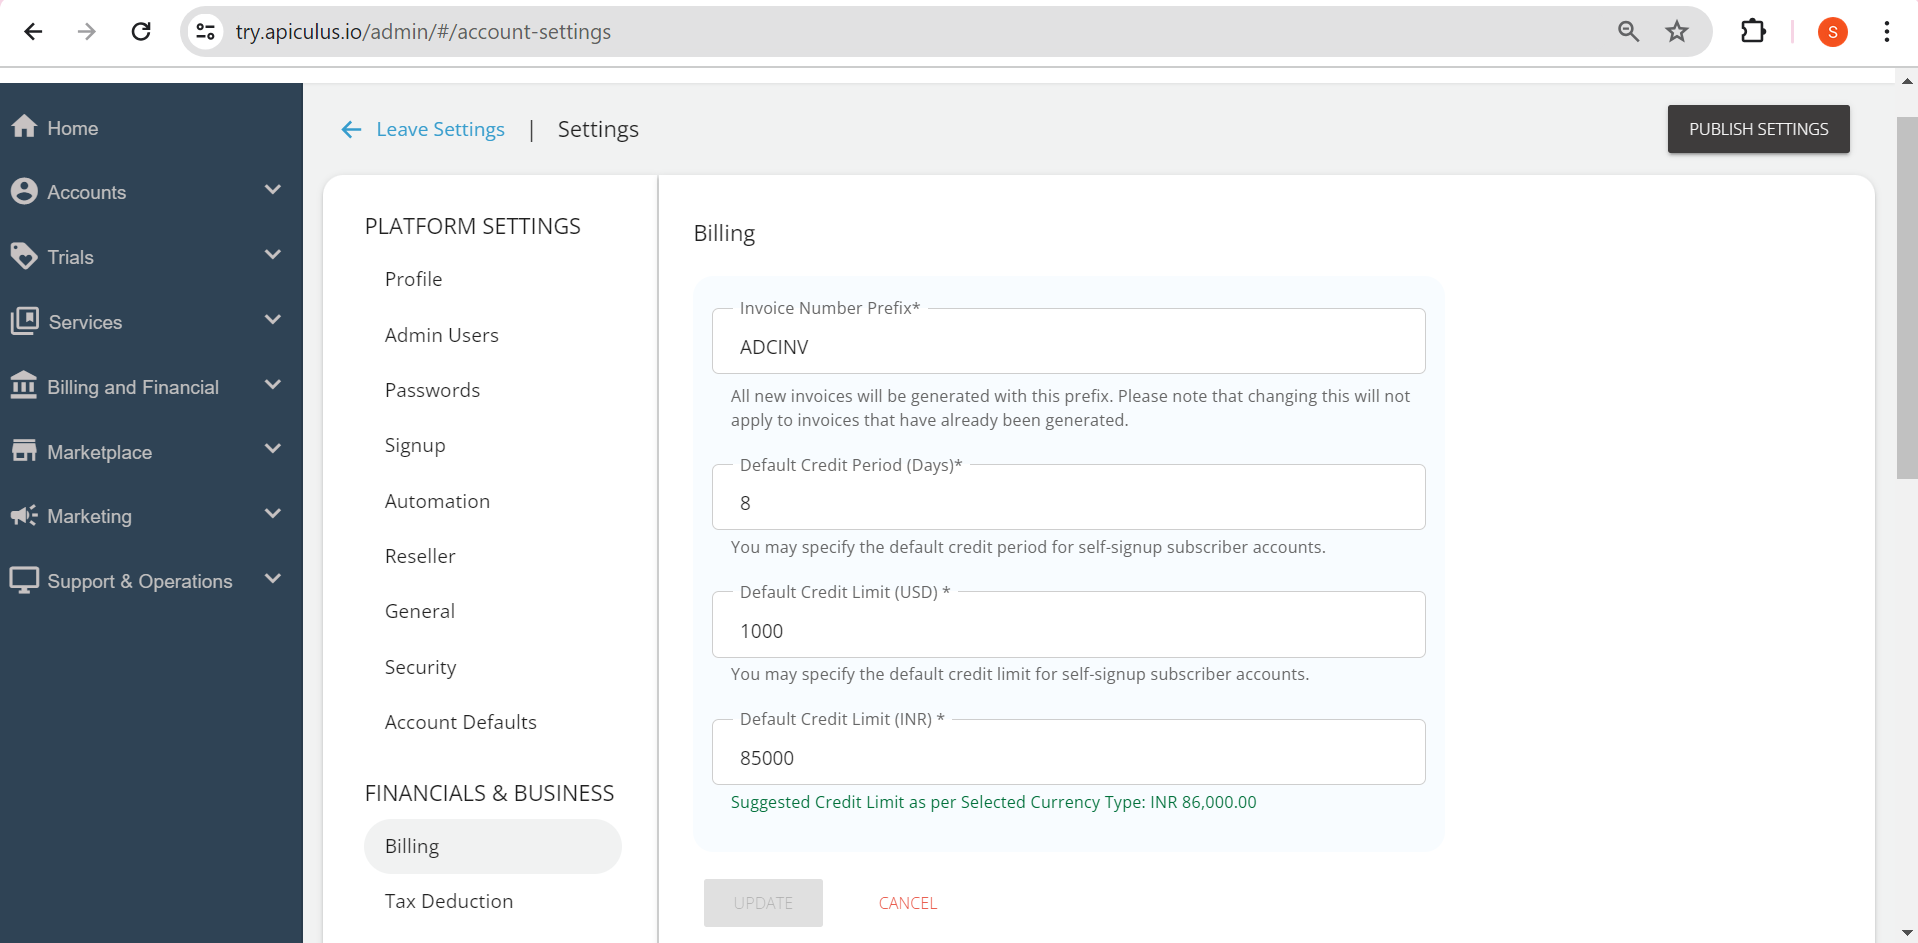 try.apiculus.io/admin/#/account-settings
S
Home
Accounts
Trials
Services
Billing and Financial
Marketplace
Marketing
Support & Operations
Leave Settings | Settings
PUBLISH SETTINGS
PLATFORM SETTINGS
Profile
Admin Users
Passwords
Signup
Automation
Reseller
General
Security
Account Defaults
FINANCIALS & BUSINESS
Billing
Tax Deduction
Billing
Invoice Number Prefix*
ADCINV
All new invoices will be generated with this prefix. Please note that changing this will not
apply to invoices that have already been generated.
Default Credit Period (Days)*
8
You may specify the default credit period for self-signup subscriber accounts.
Default Credit Limit (USD) *
1000
You may specify the default credit limit for self-signup subscriber accounts.
Default Credit Limit (INR) *
85000
Suggested Credit Limit as per Selected Currency Type: INR 86,000.00
UPDATE
CANCEL